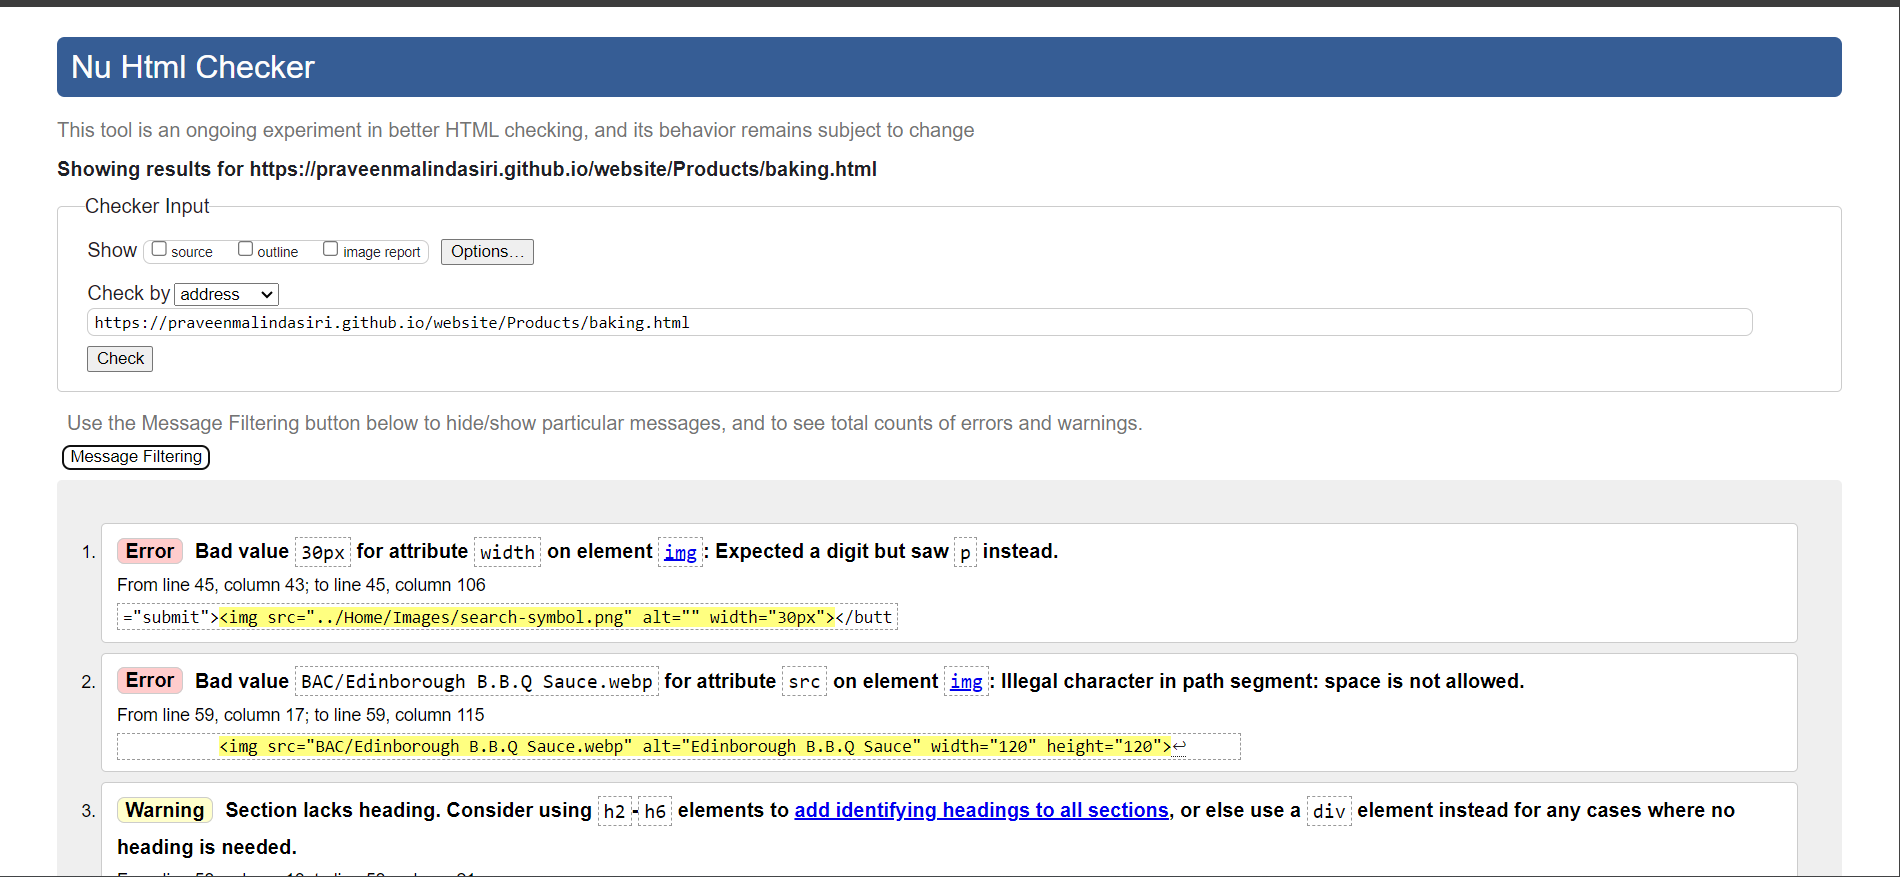 Nu Html Checker
This tool is an ongoing experiment in better HTML checking, and its behavior remains subject to change
Showing results for https://praveenmalindasiri.github.io/website/Products/baking.html
Checker Input
Show source outline image report Options...
Check by address
https://praveenmalindasiri.github.io/website/Products/baking.html
Check
Use the Message Filtering button below to hide/show particular messages, and to see total counts of errors and warnings.
Message Filtering
1. Error Bad value 30px for attribute width on element img: Expected a digit but saw p instead.
From line 45, column 43; to line 45, column 106
="submit"><img src="../Home/Images/search-symbol.png" alt="" width="30px"></butt
2. Error Bad value BAC/Edinborough B.B.Q Sauce.webp for attribute src on element img: Illegal character in path segment: space is not allowed.
From line 59, column 17; to line 59, column 115
<img src="BAC/Edinborough B.B.Q Sauce.webp" alt="Edinborough B.B.Q Sauce" width="120" height="120">↩
3. Warning Section lacks heading. Consider using h2-h6 elements to add identifying headings to all sections, or else use a div element instead for any cases where no
heading is needed.